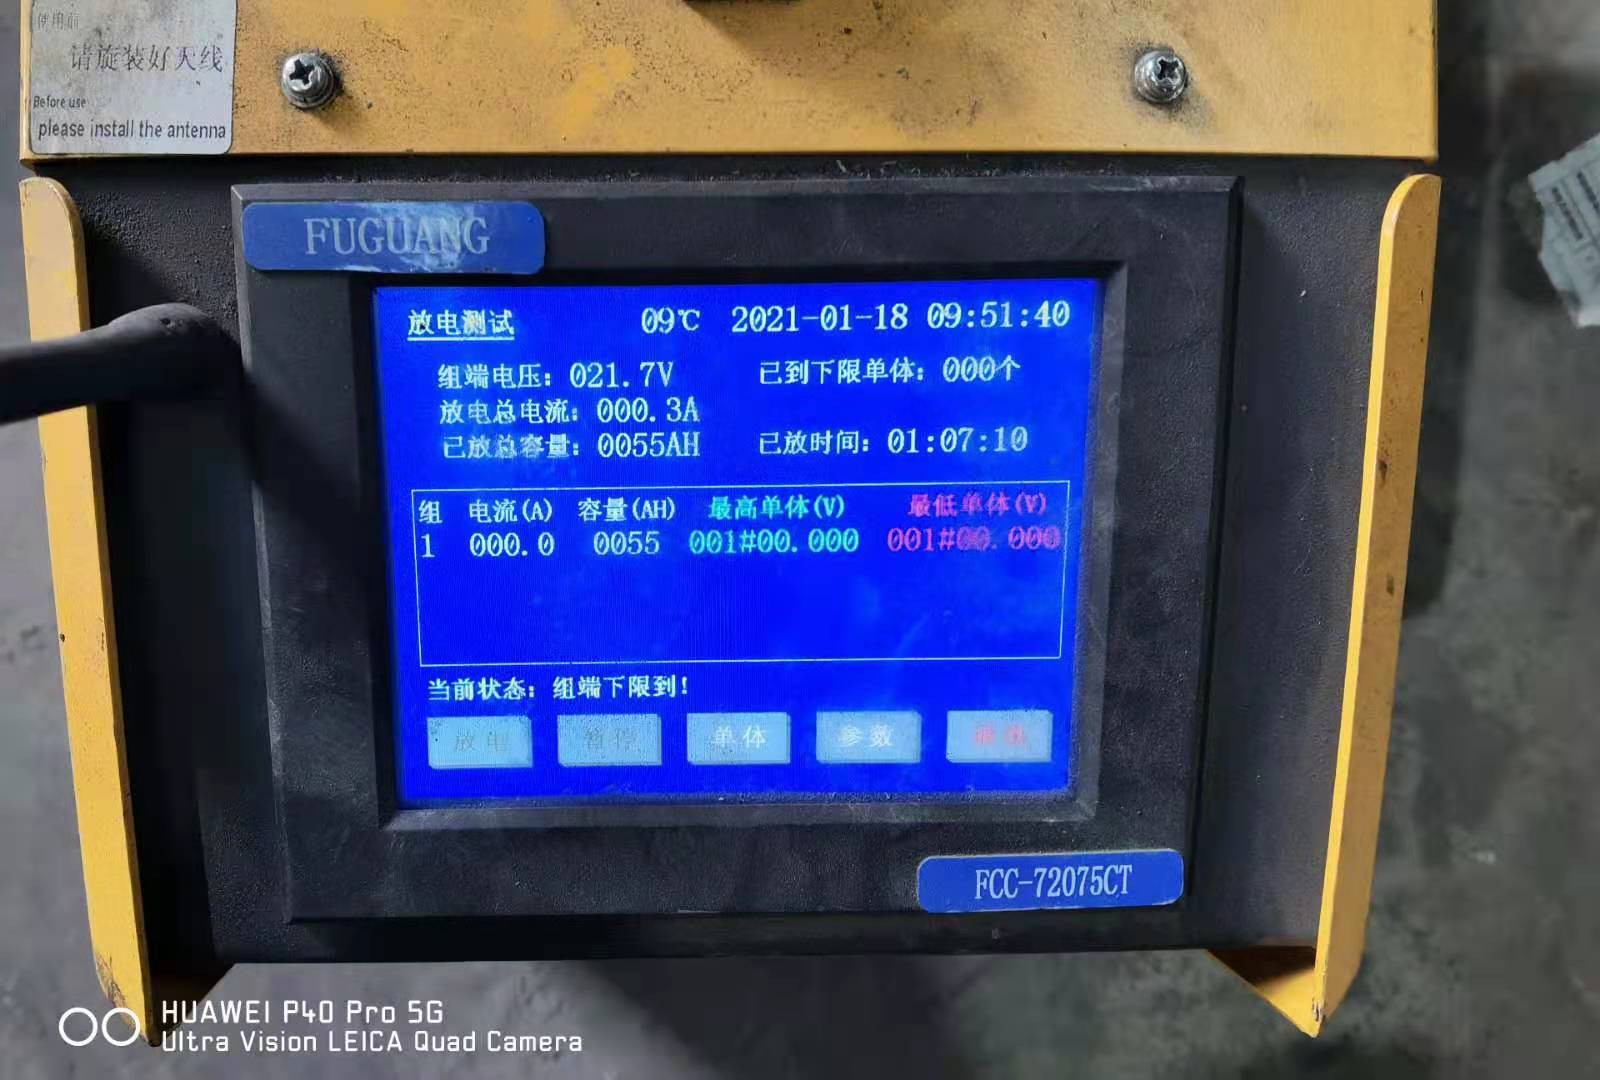 使用前
请旋装好天线
Before use
please install the antenna
FUGUANG
放电测试 09℃ 2021-01-18 09:51:40
组端电压：021.7V 已到下限单体：000个
放电总电流：000.3A
已放总容量：0055AH 已放时间：01:07:10
组 电流(A) 容量(AH) 最高单体(V) 最低单体(V)
1 000.0 0055 001#00.000 001#00.000
当前状态：组端下限到!
放电 暂停 单体 参数
FCC-72075CT
HUAWEI P40 Pro 5G
Ultra Vision LEICA Quad Camera